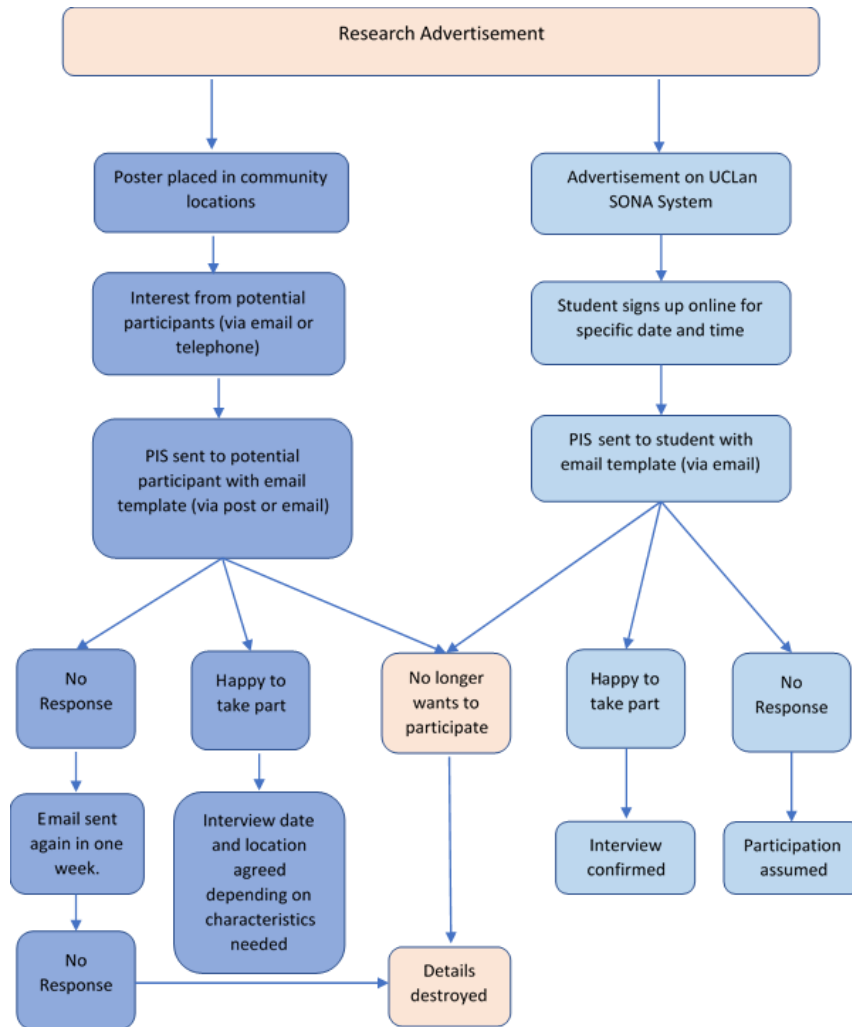 Research Advertisement
Poster placed in community
locations
Advertisement on UCLan
SONA System
Interest from potential
participants (via email or
telephone)
Student signs up online for
specific date and time
PIS sent to potential
participant with email
template (via post or email)
PIS sent to student with
email template (via email)
No
Response
Happy to
take part
No longer
wants to
participate
Happy to
take part
No
Response
Email sent
again in one
week.
Interview date
and location
agreed
depending on
characteristics
needed
Interview
confirmed
Participation
assumed
No
Response
Details
destroyed